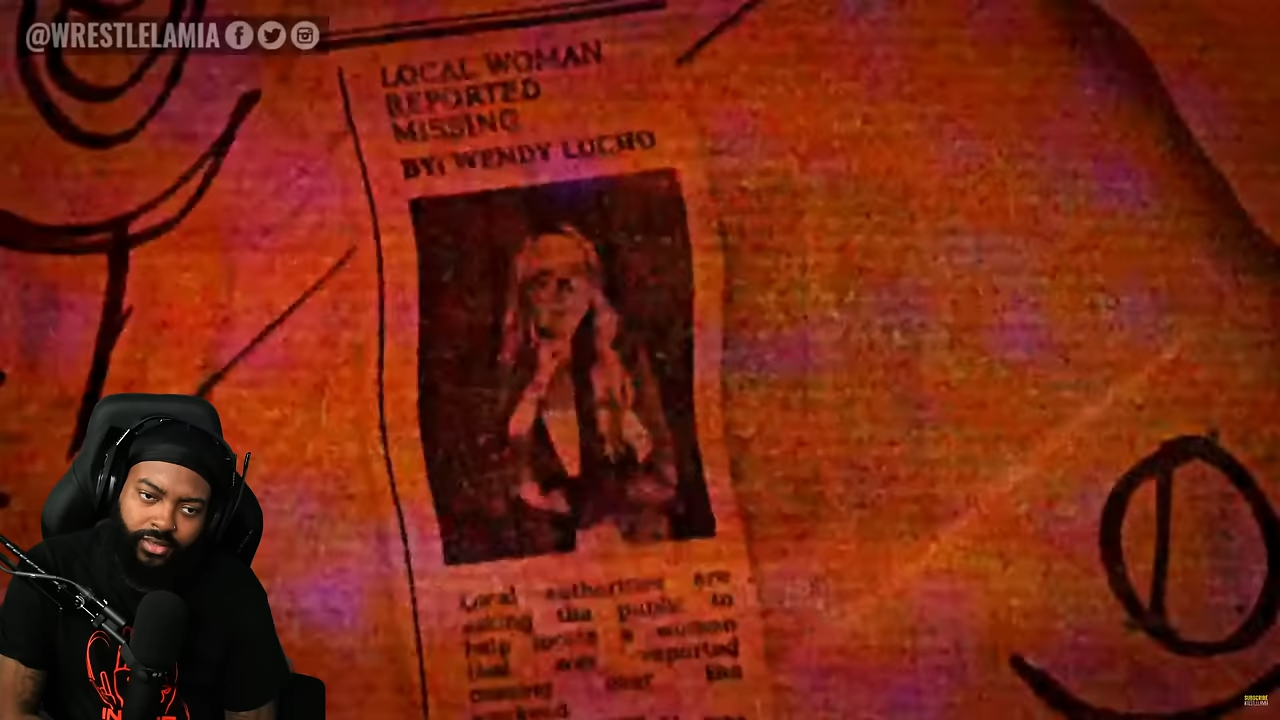 @WRESTLELAMIA
LOCAL WOMAN
REPORTED
MISSING
BY: WENDY LUCHO
Local authorities are
asking the public to
help locate a woman
that was reported
over the
SUBSCRIBE